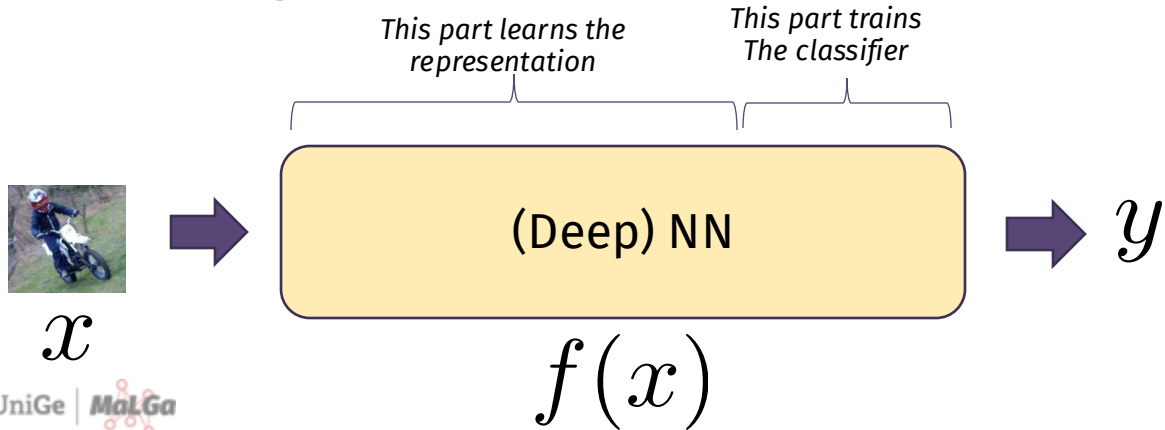 This part learns the
representation
This part trains
The classifier
(Deep) NN
x
y
f(x)
UniGe | MaLGa